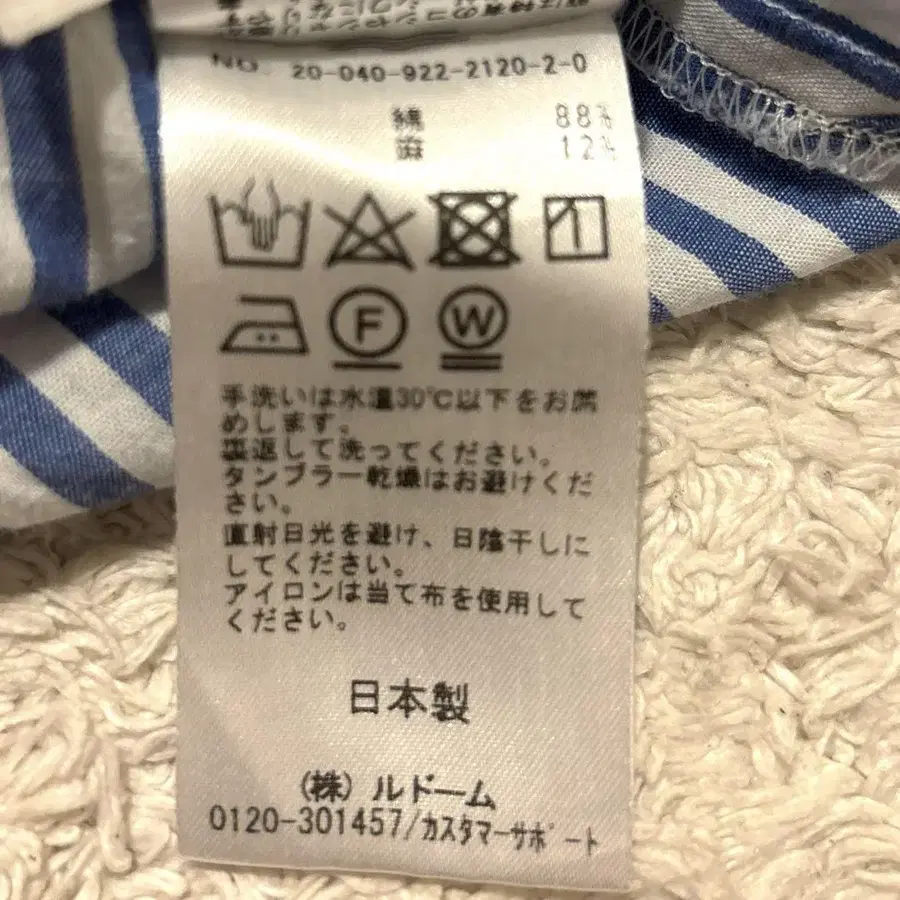 NO. 20-040-922-2120-2-0
綿 88%
麻 12%
F W
手洗いは水温30℃以下をお薦
めします。
裏返して洗ってください。
タンブラー乾燥はお避けくだ
さい。
直射日光を避け、日陰干しに
してください。
アイロンは当て布を使用して
ください。
日本製
(株)ルドーム
0120-301457/カスタマーサポート